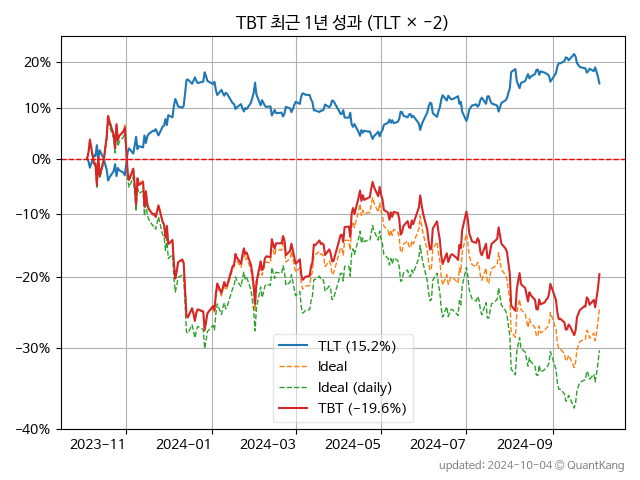 TBT 최근 1년 성과 (TLT × −2)
20%
10%
0%
−10%
−20%
−30%
−40%
TLT (15.2%)
Ideal
Ideal (daily)
TBT (−19.6%)
2023-11
2024-01
2024-03
2024-05
2024-07
2024-09
updated: 2024-10-04 © QuantKang